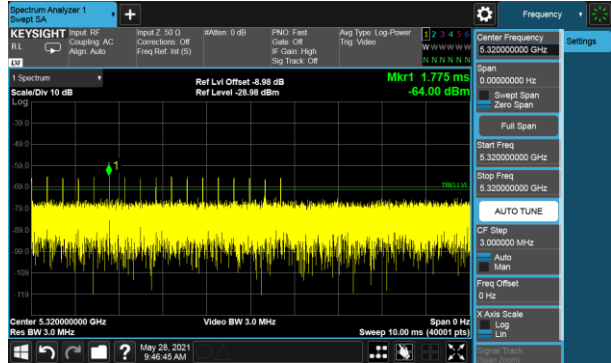 Spectrum Analyzer 1
Swept SA
+
Frequency
KEYSIGHT
RL
LXI
Input: RF
Coupling: AC
Align: Auto
Input Z: 50 Ω
Corrections: Off
Freq Ref: Int (S)
#Atten: 0 dB
PNO: Fast
Gate: Off
IF Gain: High
Sig Track: Off
Avg Type: Log-Power
Trig: Video
1 2 3 4 5 6
W W W W W W
N N N N N N
Center Frequency
5.320000000 GHz
Settings
Span
0.00000000 Hz
Swept Span
Zero Span
Full Span
Start Freq
5.320000000 GHz
Stop Freq
5.320000000 GHz
AUTO TUNE
CF Step
3.000000 MHz
Auto
Man
Freq Offset
0 Hz
X Axis Scale
Log
Lin
Signal Track
(Span Zoom)
1 Spectrum
Scale/Div 10 dB
Log
Ref Lvl Offset -8.98 dB
Ref Level -28.98 dBm
Mkr1 1.775 ms
-64.00 dBm
-39.0
-49.0
-59.0
-69.0
-79.0
-89.0
-99.0
-109
-119
1
TRIG LVL
Center 5.320000000 GHz
Res BW 3.0 MHz
Video BW 3.0 MHz
Span 0 Hz
Sweep 10.00 ms (40001 pts)
?
May 28, 2021
9:46:45 AM